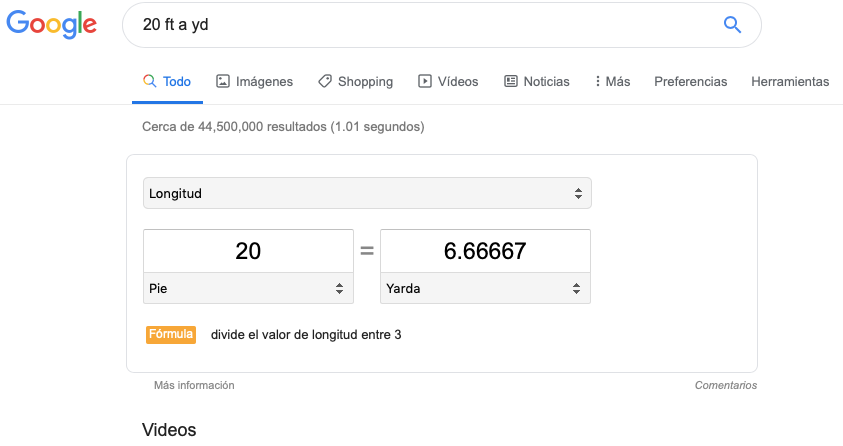 Google 20 ft a yd
Todo Imágenes Shopping Vídeos Noticias Más Preferencias Herramientas
Cerca de 44,500,000 resultados (1.01 segundos)
Longitud
20 = 6.66667
Pie Yarda
Fórmula divide el valor de longitud entre 3
Más información Comentarios
Videos